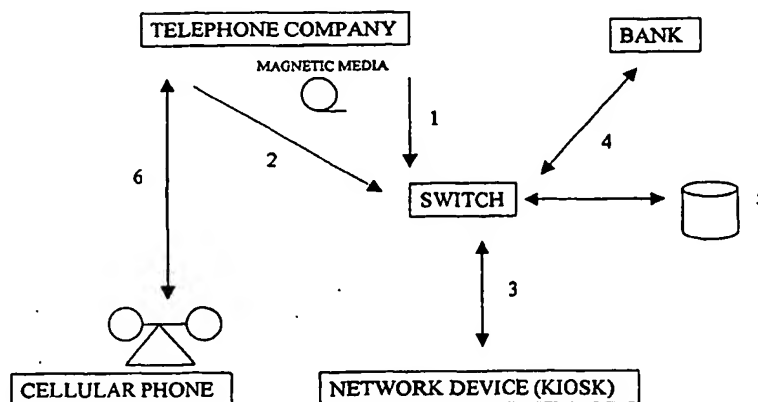 TELEPHONE COMPANY
BANK
MAGNETIC MEDIA
1
2
4
6
SWITCH
3
CELLULAR PHONE
NETWORK DEVICE (KIOSK)